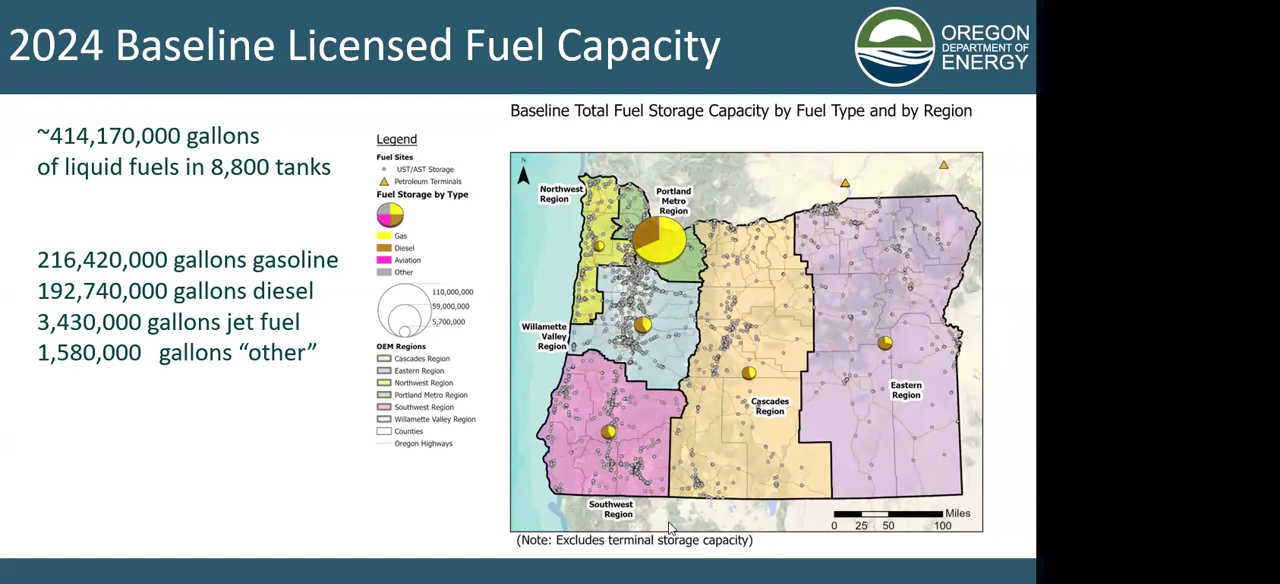 2024 Baseline Licensed Fuel Capacity
OREGON
DEPARTMENT OF
ENERGY
~414,170,000 gallons
of liquid fuels in 8,800 tanks
216,420,000 gallons gasoline
192,740,000 gallons diesel
3,430,000 gallons jet fuel
1,580,000 gallons “other”
Legend
Fuel Sites
UST/AST Storage
Petroleum Terminals
Fuel Storage by Type
Gas
Diesel
Aviation
Other
110,000,000
59,000,000
5,700,000
OEM Regions
Cascades Region
Eastern Region
Northwest Region
Portland Metro Region
Southwest Region
Willamette Valley Region
Counties
Oregon Highways
Baseline Total Fuel Storage Capacity by Fuel Type and by Region
N
Northwest
Region
Portland
Metro
Region
Willamette
Valley
Region
Cascades
Region
Eastern
Region
Southwest
Region
Miles
0 25 50 100
(Note: Excludes terminal storage capacity)